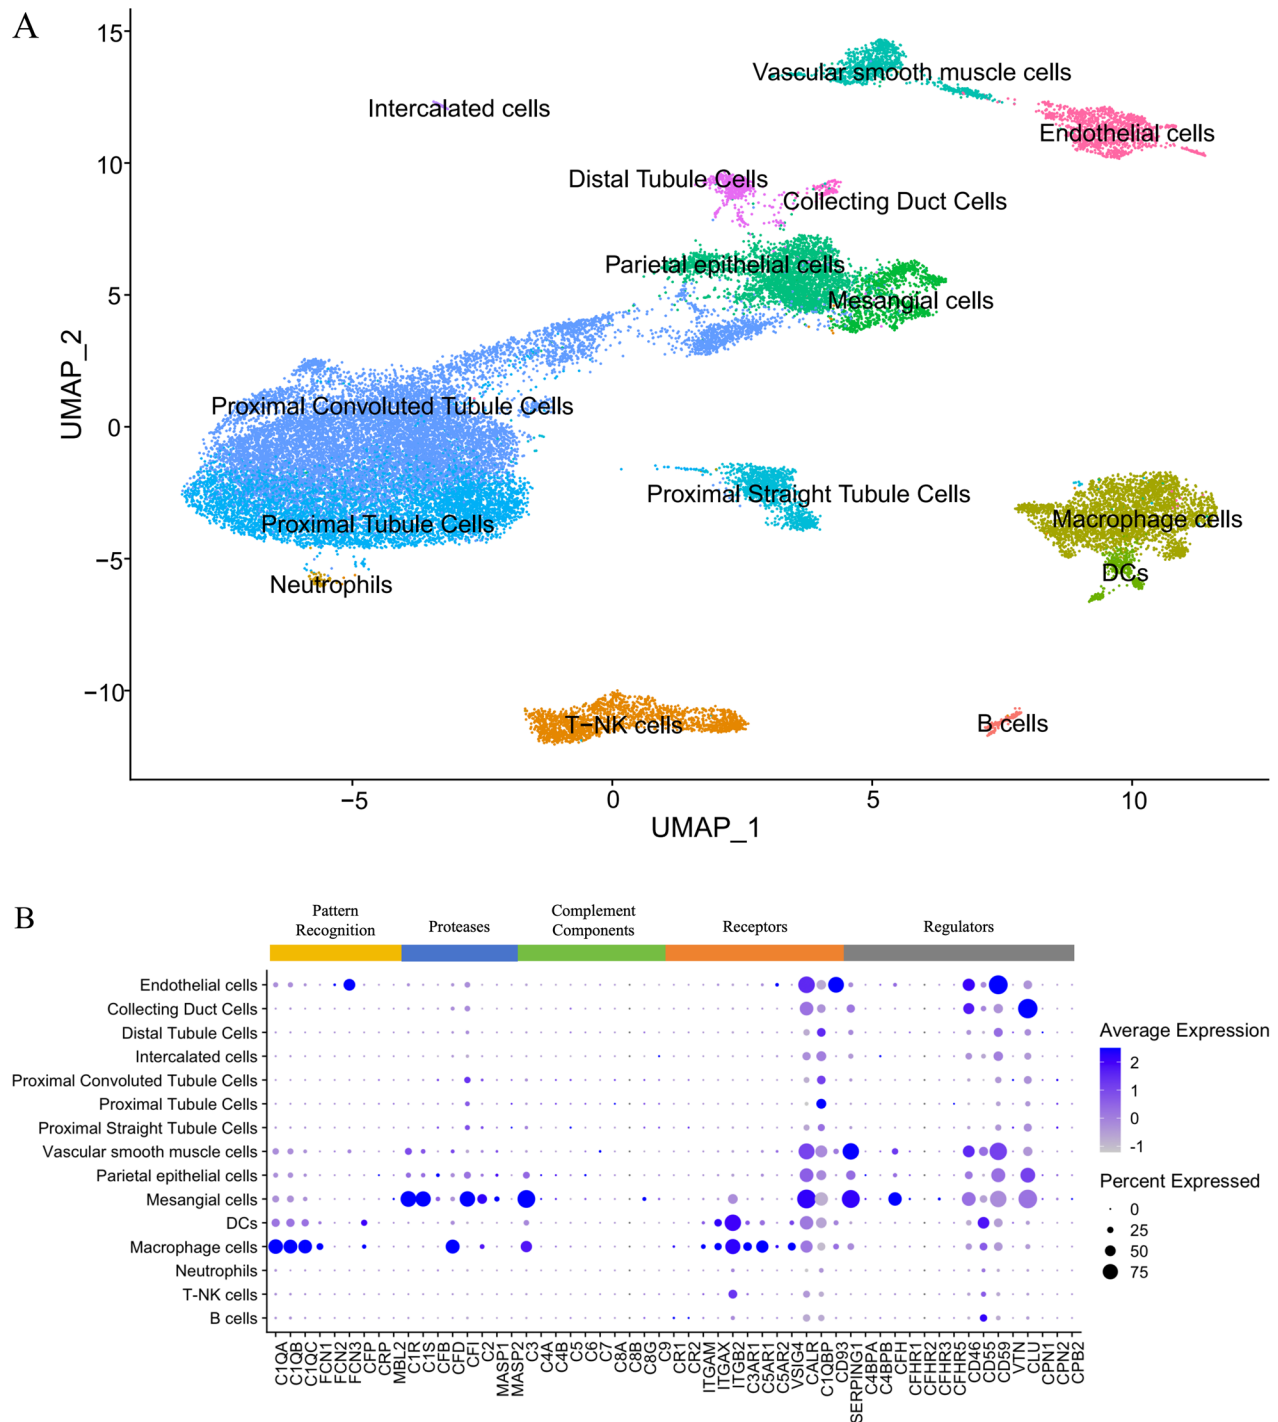 A
15
10
5
0
−5
−10
UMAP_2
Vascular smooth muscle cells
Intercalated cells
Endothelial cells
Distal Tubule Cells
Collecting Duct Cells
Parietal epithelial cells
Mesangial cells
Proximal Convoluted Tubule Cells
Proximal Straight Tubule Cells
Macrophage cells
Proximal Tubule Cells
DCs
Neutrophils
T−NK cells
B cells
−5
0
5
10
UMAP_1
B
Pattern
Recognition
Proteases
Complement
Components
Receptors
Regulators
Endothelial cells
Collecting Duct Cells
Distal Tubule Cells
Intercalated cells
Proximal Convoluted Tubule Cells
Proximal Tubule Cells
Proximal Straight Tubule Cells
Vascular smooth muscle cells
Parietal epithelial cells
Mesangial cells
DCs
Macrophage cells
Neutrophils
T-NK cells
B cells
Average Expression
2
1
0
-1
Percent Expressed
0
25
50
75
C1QA
C1QB
C1QC
FCN1
FCN2
FCN3
CFP
CRP
MBL2
C1R
C1S
CFB
CFD
CFI
C2
MASP1
MASP2
C3
C4A
C4B
C5
C6
C7
C8A
C8B
C8G
C9
CR1
CR2
ITGAM
ITGAX
ITGB2
C3AR1
C5AR1
C5AR2
VSIG4
CALR
C1QBP
CD93
SERPING1
C4BPA
C4BPB
CFH
CFHR1
CFHR2
CFHR3
CFHR5
CD46
CD55
CD59
VTN
CLU
CPN1
CPN2
CPB2